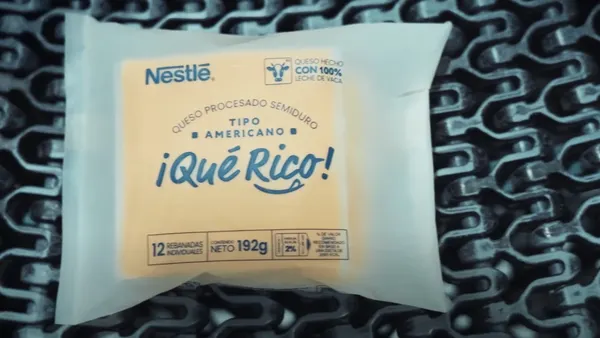 Nestlé
QUESO HECHO
CON 100%
LECHE DE VACA
QUESO PROCESADO SEMIDURO
TIPO
AMERICANO
¡Qué Rico!
12 REBANADAS
INDIVIDUALES
CONTENIDO
NETO 192g
2%